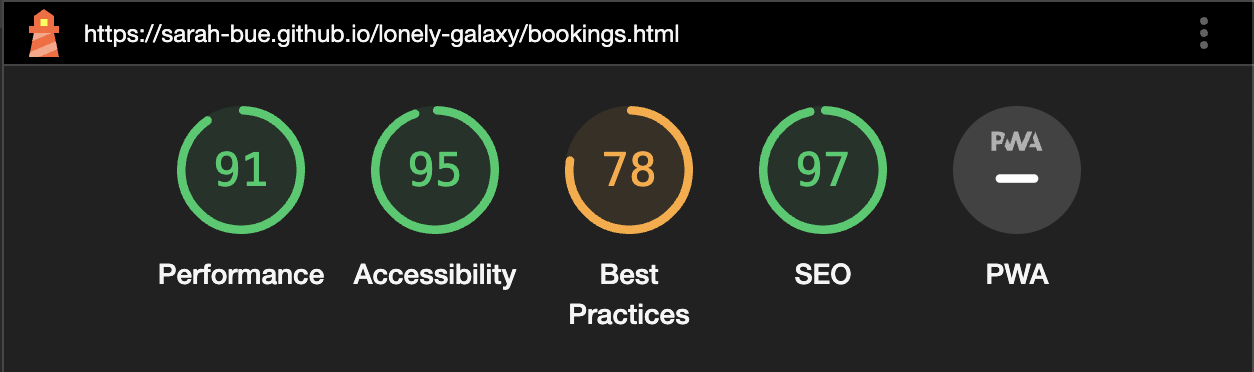 https://sarah-bue.github.io/lonely-galaxy/bookings.html
91
95
78
97
PWA
Performance
Accessibility
Best
Practices
SEO
PWA